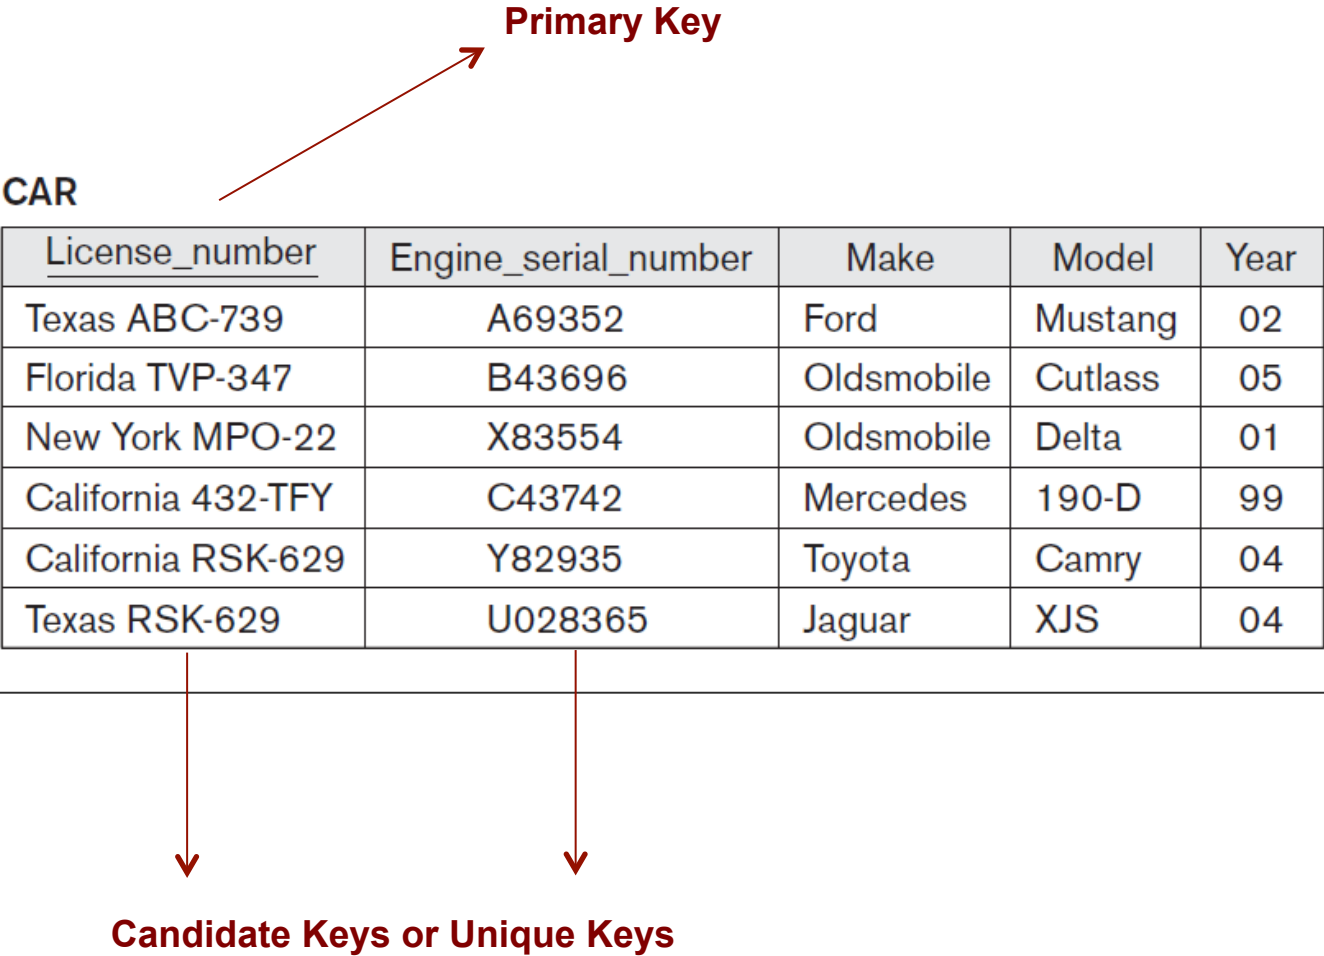 Primary Key
CAR
License_number Engine_serial_number Make Model Year
Texas ABC-739 A69352 Ford Mustang 02
Florida TVP-347 B43696 Oldsmobile Cutlass 05
New York MPO-22 X83554 Oldsmobile Delta 01
California 432-TFY C43742 Mercedes 190-D 99
California RSK-629 Y82935 Toyota Camry 04
Texas RSK-629 U028365 Jaguar XJS 04
Candidate Keys or Unique Keys